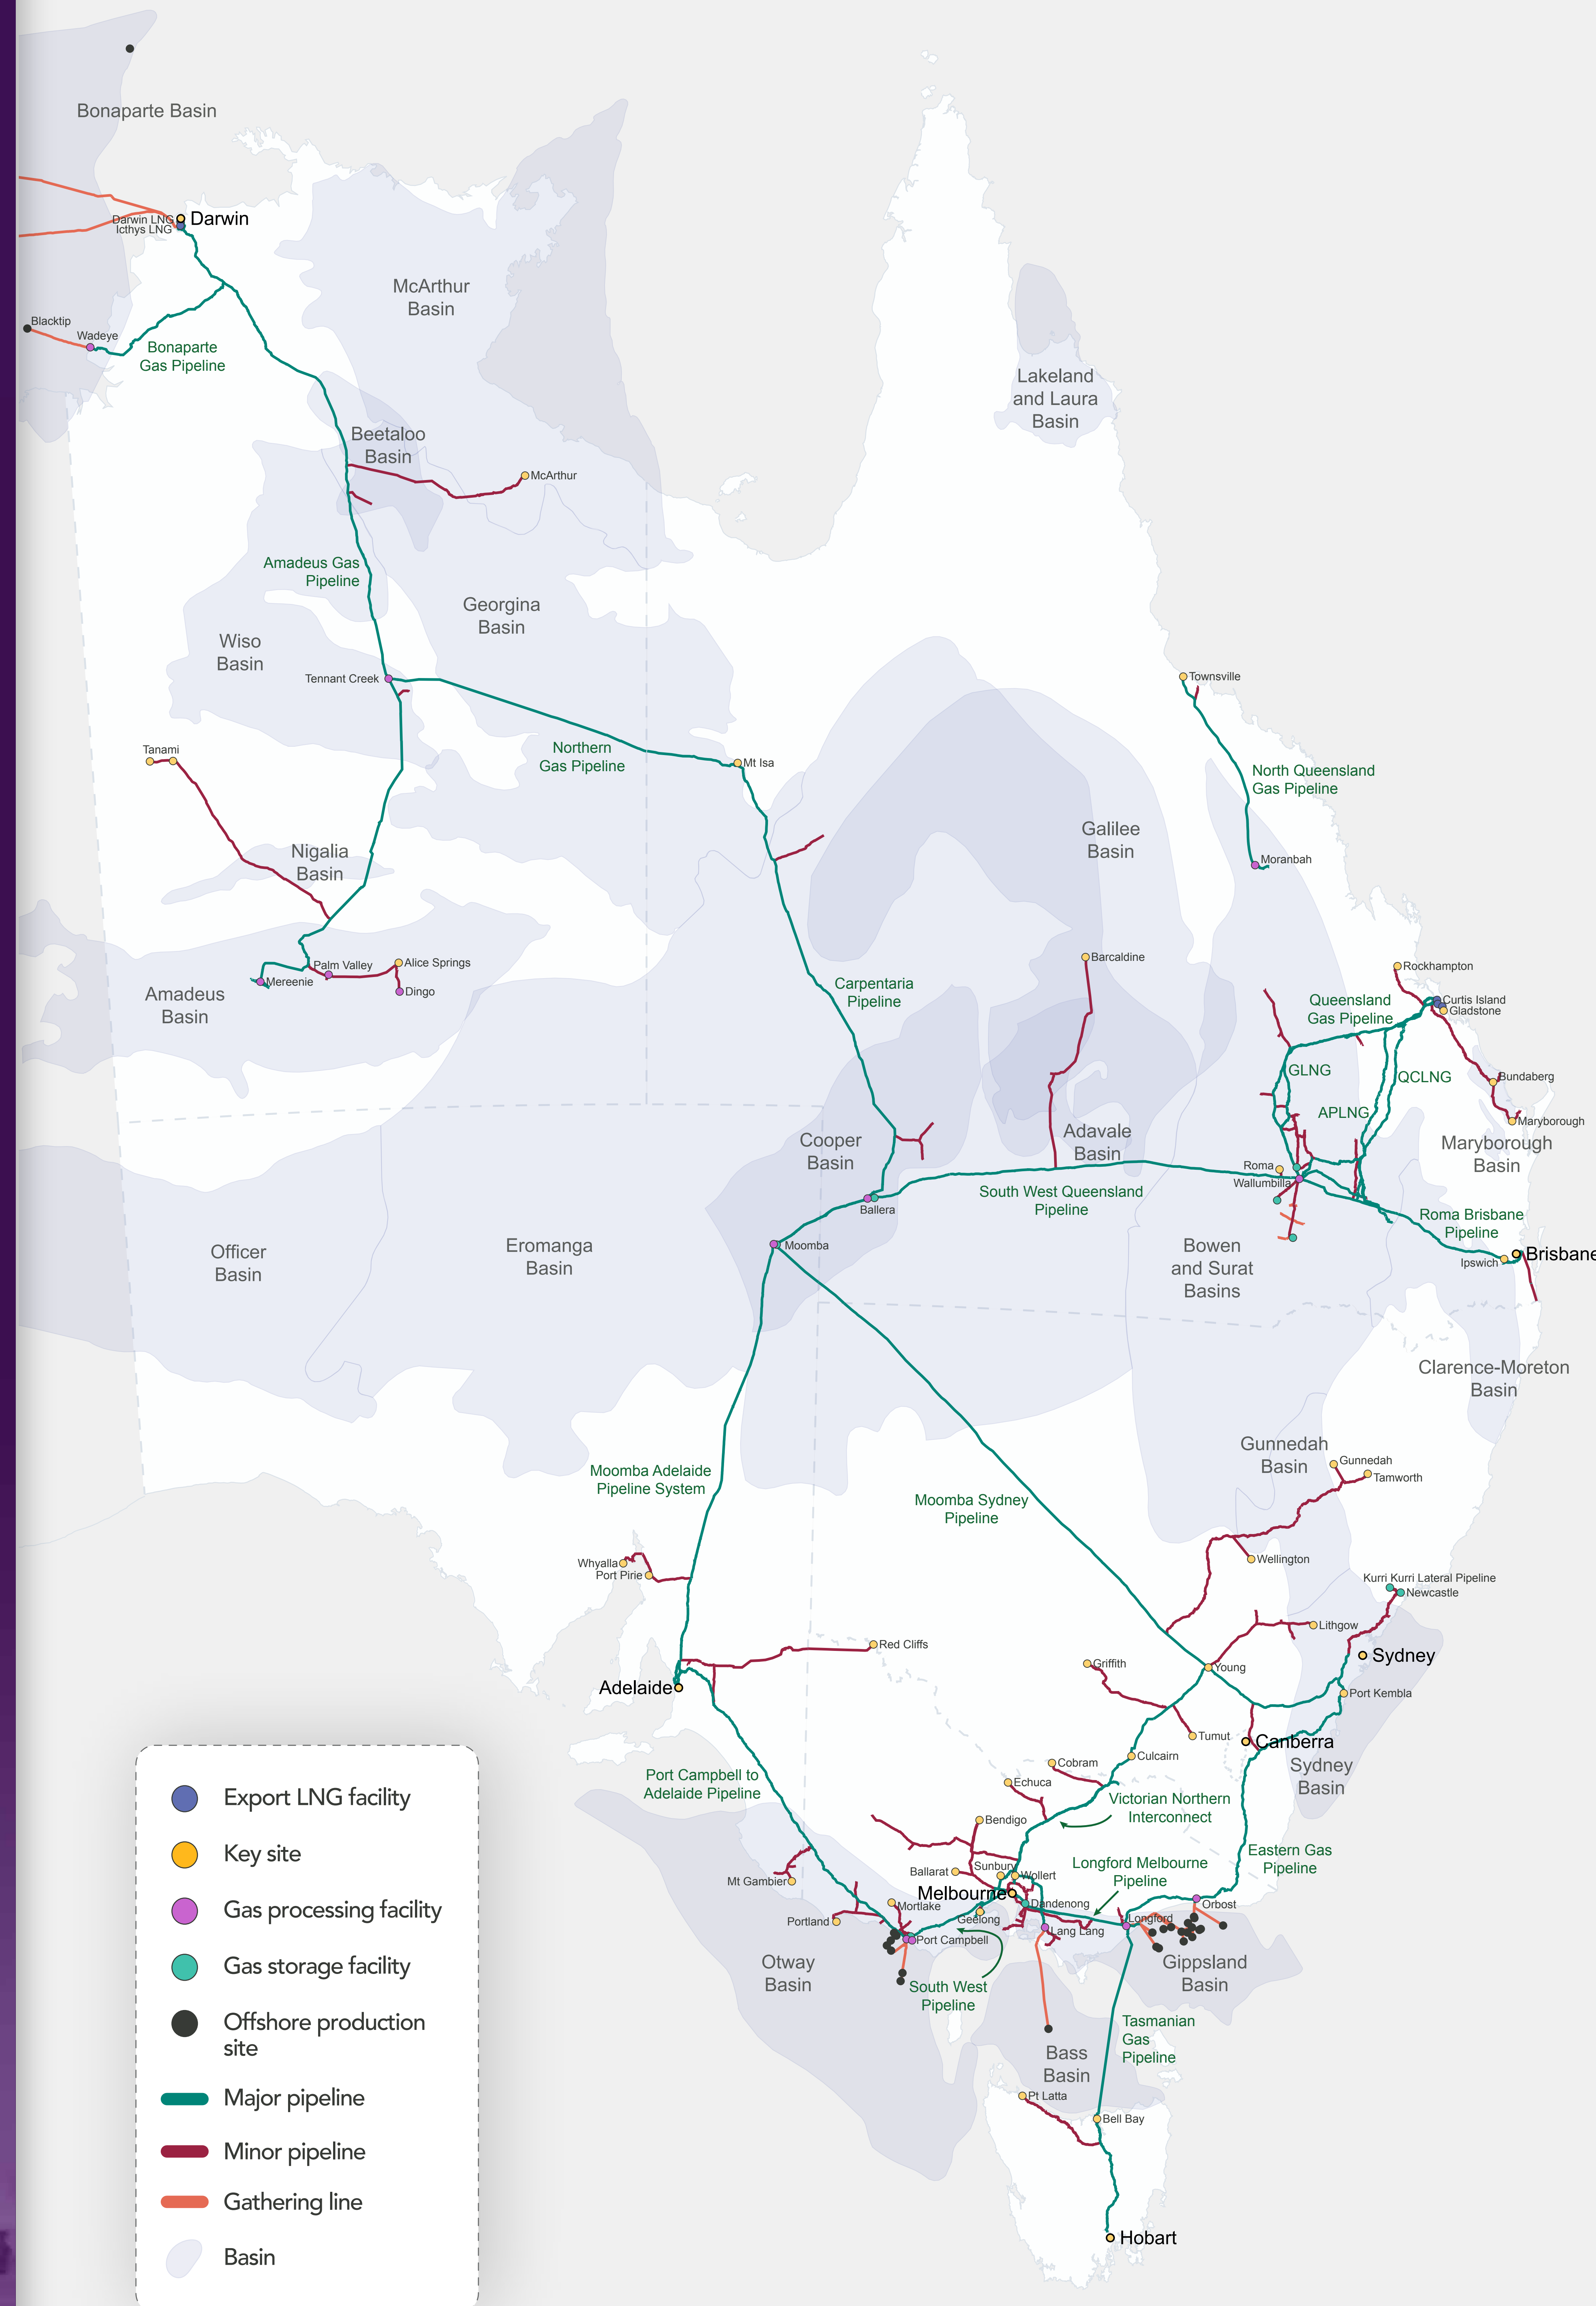 Bonaparte Basin
Darwin LNG
Darwin
Icthys LNG
McArthur
Basin
Blacktip
Wadeye
Bonaparte
Gas Pipeline
Lakeland
and Laura
Basin
Beetaloo
Basin
McArthur
Amadeus Gas
Pipeline
Georgina
Basin
Wiso
Basin
Tennant Creek
Townsville
Tanami
Northern
Gas Pipeline
Mt Isa
North Queensland
Gas Pipeline
Galilee
Basin
Nigalia
Basin
Moranbah
Barcaldine
Palm Valley
Alice Springs
Rockhampton
Mereenie
Dingo
Amadeus
Basin
Carpentaria
Pipeline
Queensland
Gas Pipeline
Curtis Island
Gladstone
GLNG
QCLNG
Bundaberg
APLNG
Maryborough
Cooper
Basin
Adavale
Basin
Maryborough
Basin
Roma
Wallumbilla
South West Queensland
Pipeline
Ballera
Roma Brisbane
Pipeline
Officer
Basin
Eromanga
Basin
Moomba
Bowen
and Surat
Basins
Ipswich
Brisbane
Clarence-Moreton
Basin
Gunnedah
Basin
Gunnedah
Tamworth
Moomba Adelaide
Pipeline System
Moomba Sydney
Pipeline
Whyalla
Port Pirie
Wellington
Kurri Kurri Lateral Pipeline
Newcastle
Lithgow
Red Cliffs
Sydney
Griffith
Young
Adelaide
Port Kembla
Tumut
Canberra
Culcairn
Cobram
Sydney
Basin
Port Campbell to
Adelaide Pipeline
Echuca
Victorian Northern
Interconnect
Bendigo
Eastern Gas
Pipeline
Longford Melbourne
Pipeline
Ballarat
Sunbury
Wollert
Mt Gambier
Melbourne
Mortlake
Dandenong
Orbost
Portland
Geelong
Longford
Lang Lang
Port Campbell
Otway
Basin
Gippsland
Basin
South West
Pipeline
Tasmanian
Gas
Pipeline
Bass
Basin
Pt Latta
Bell Bay
Hobart
Export LNG facility
Key site
Gas processing facility
Gas storage facility
Offshore production
site
Major pipeline
Minor pipeline
Gathering line
Basin